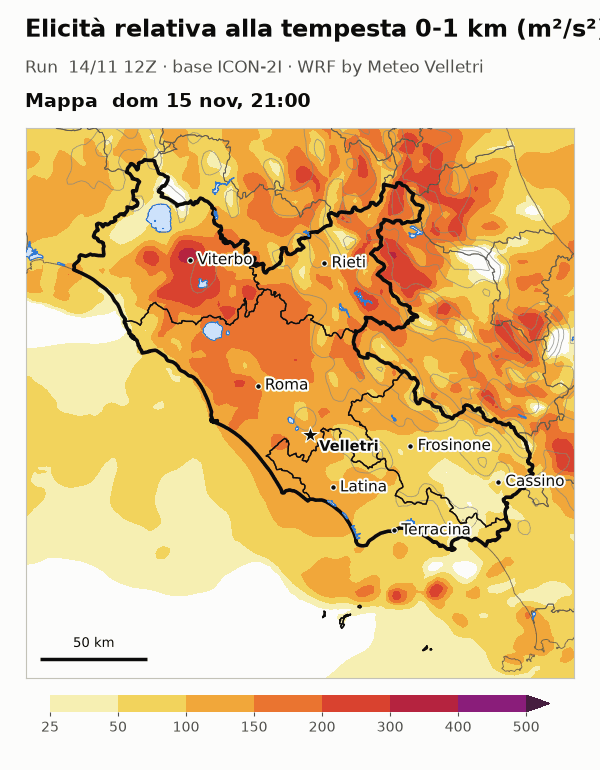 Elicità relativa alla tempesta 0-1 km (m²/s²)
Run 14/11 12Z · base ICON-2I · WRF by Meteo Velletri
Mappa dom 15 nov, 21:00
Viterbo
Rieti
Roma
Velletri
Frosinone
Cassino
Latina
Terracina
50 km
25 50 100 150 200 300 400 500